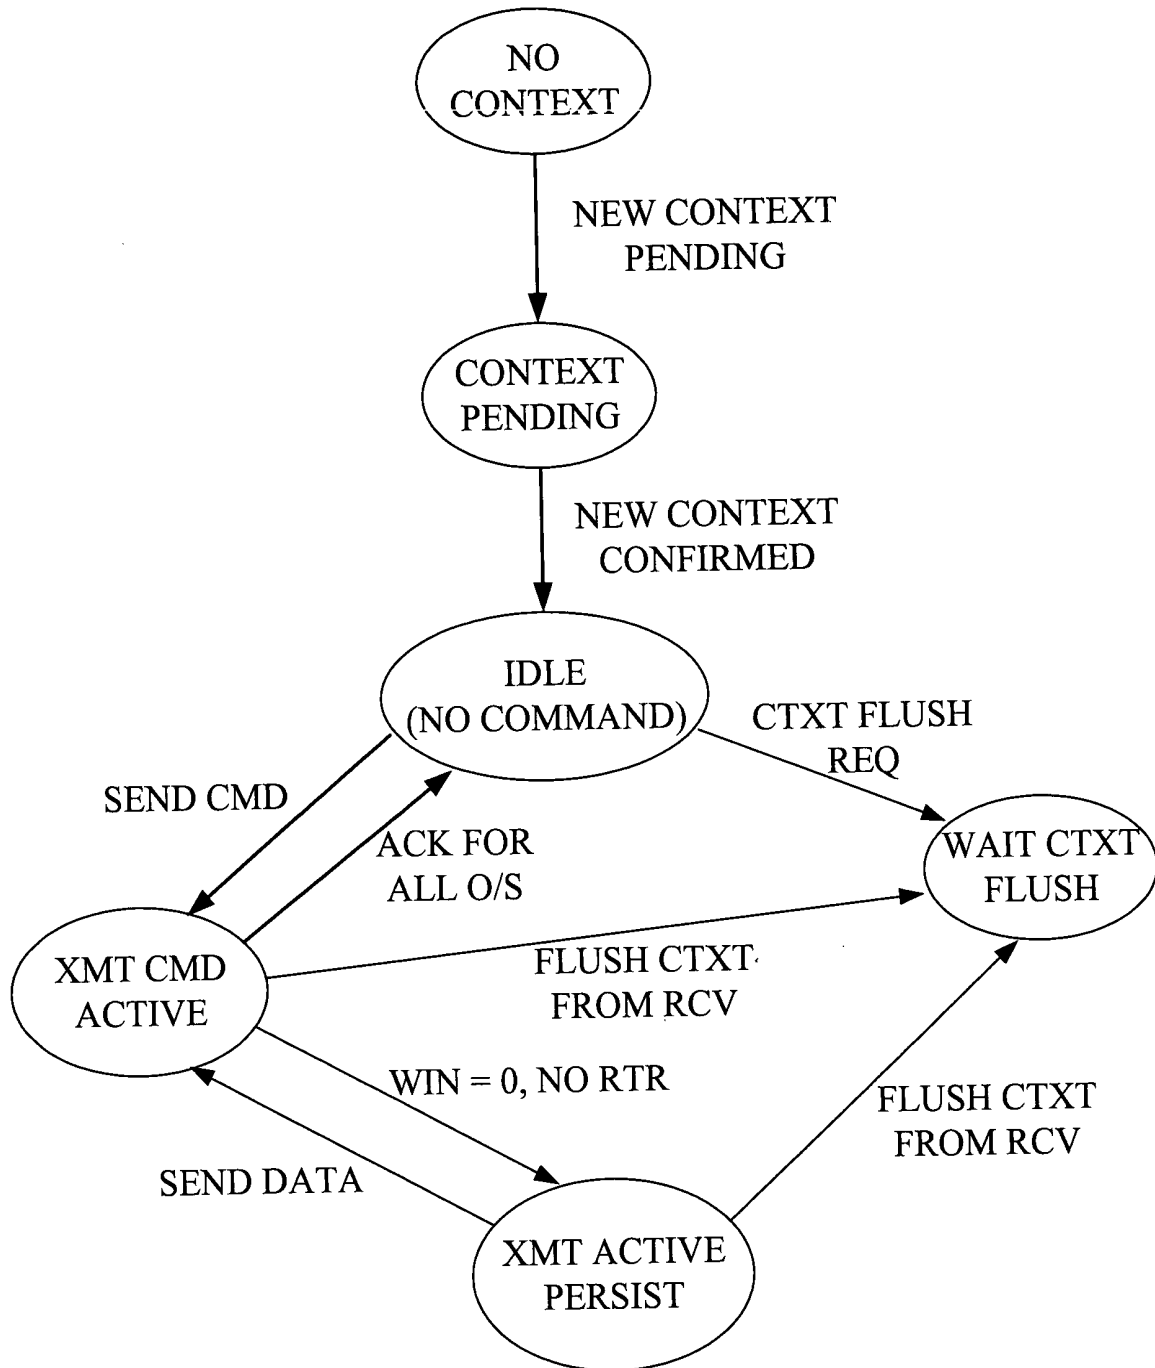 NO
CONTEXT
NEW CONTEXT
PENDING
CONTEXT
PENDING
NEW CONTEXT
CONFIRMED
IDLE
(NO COMMAND)
CTXT FLUSH
REQ
SEND CMD
ACK FOR
ALL O/S
WAIT CTXT
FLUSH
XMT CMD
ACTIVE
FLUSH CTXT
FROM RCV
WIN = 0, NO RTR
FLUSH CTXT
FROM RCV
SEND DATA
XMT ACTIVE
PERSIST